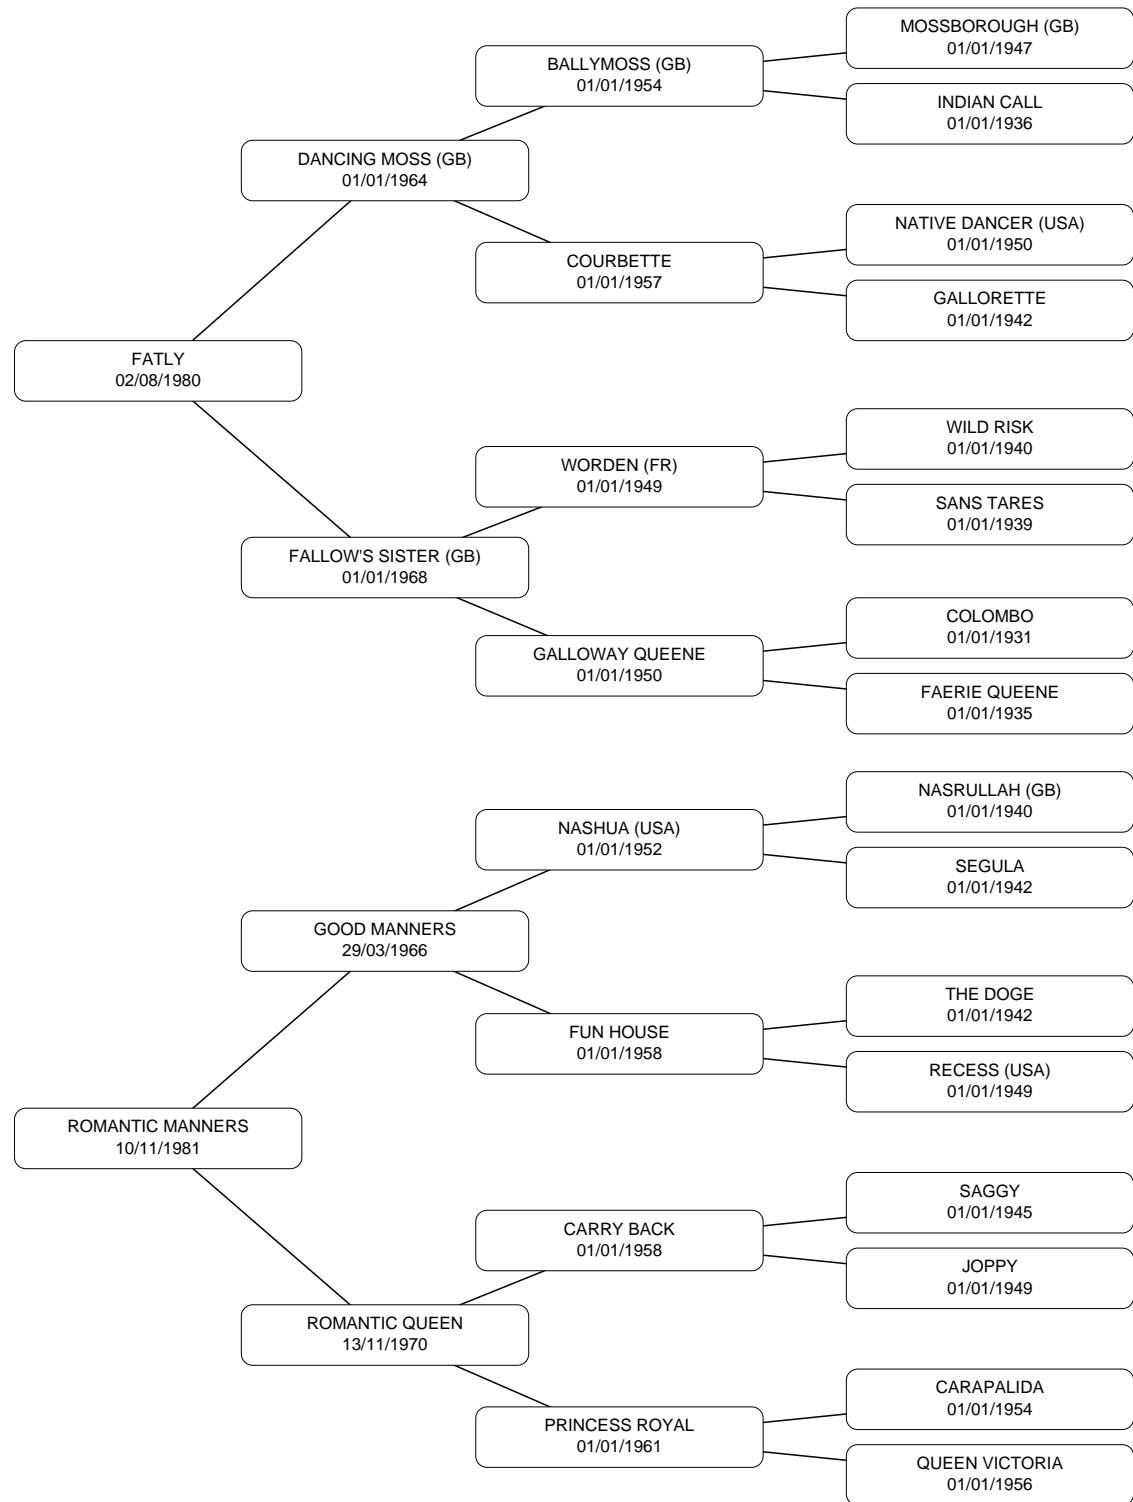 MOSSBOROUGH (GB)
01/01/1947
BALLYMOSS (GB)
01/01/1954
INDIAN CALL
01/01/1936
DANCING MOSS (GB)
01/01/1964
NATIVE DANCER (USA)
01/01/1950
COURBETTE
01/01/1957
GALLORETTE
01/01/1942
FATLY
02/08/1980
WILD RISK
01/01/1940
WORDEN (FR)
01/01/1949
SANS TARES
01/01/1939
FALLOW'S SISTER (GB)
01/01/1968
COLOMBO
01/01/1931
GALLOWAY QUEENE
01/01/1950
FAERIE QUEENE
01/01/1935
NASRULLAH (GB)
01/01/1940
NASHUA (USA)
01/01/1952
SEGULA
01/01/1942
GOOD MANNERS
29/03/1966
THE DOGE
01/01/1942
FUN HOUSE
01/01/1958
RECESS (USA)
01/01/1949
ROMANTIC MANNERS
10/11/1981
SAGGY
01/01/1945
CARRY BACK
01/01/1958
JOPPY
01/01/1949
ROMANTIC QUEEN
13/11/1970
CARAPALIDA
01/01/1954
PRINCESS ROYAL
01/01/1961
QUEEN VICTORIA
01/01/1956